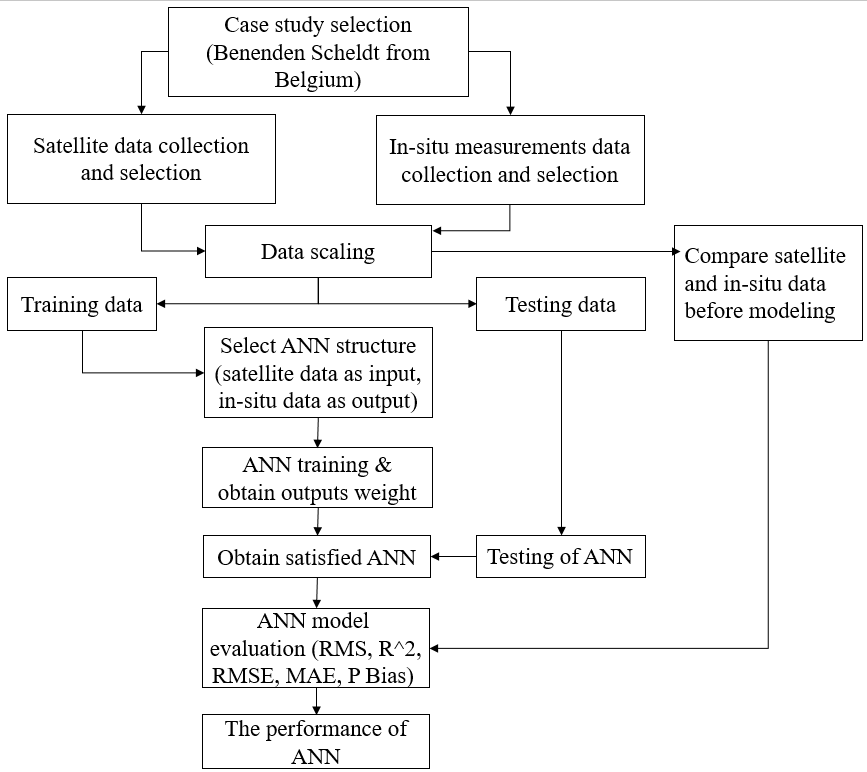 Case study selection
(Benenden Scheldt from
Belgium)
Satellite data collection
and selection
In-situ measurements data
collection and selection
Data scaling
Compare satellite
and in-situ data
before modeling
Training data
Testing data
Select ANN structure
(satellite data as input,
in-situ data as output)
ANN training &
obtain outputs weight
Obtain satisfied ANN
Testing of ANN
ANN model
evaluation (RMS, R^2,
RMSE, MAE, P Bias)
The performance of
ANN